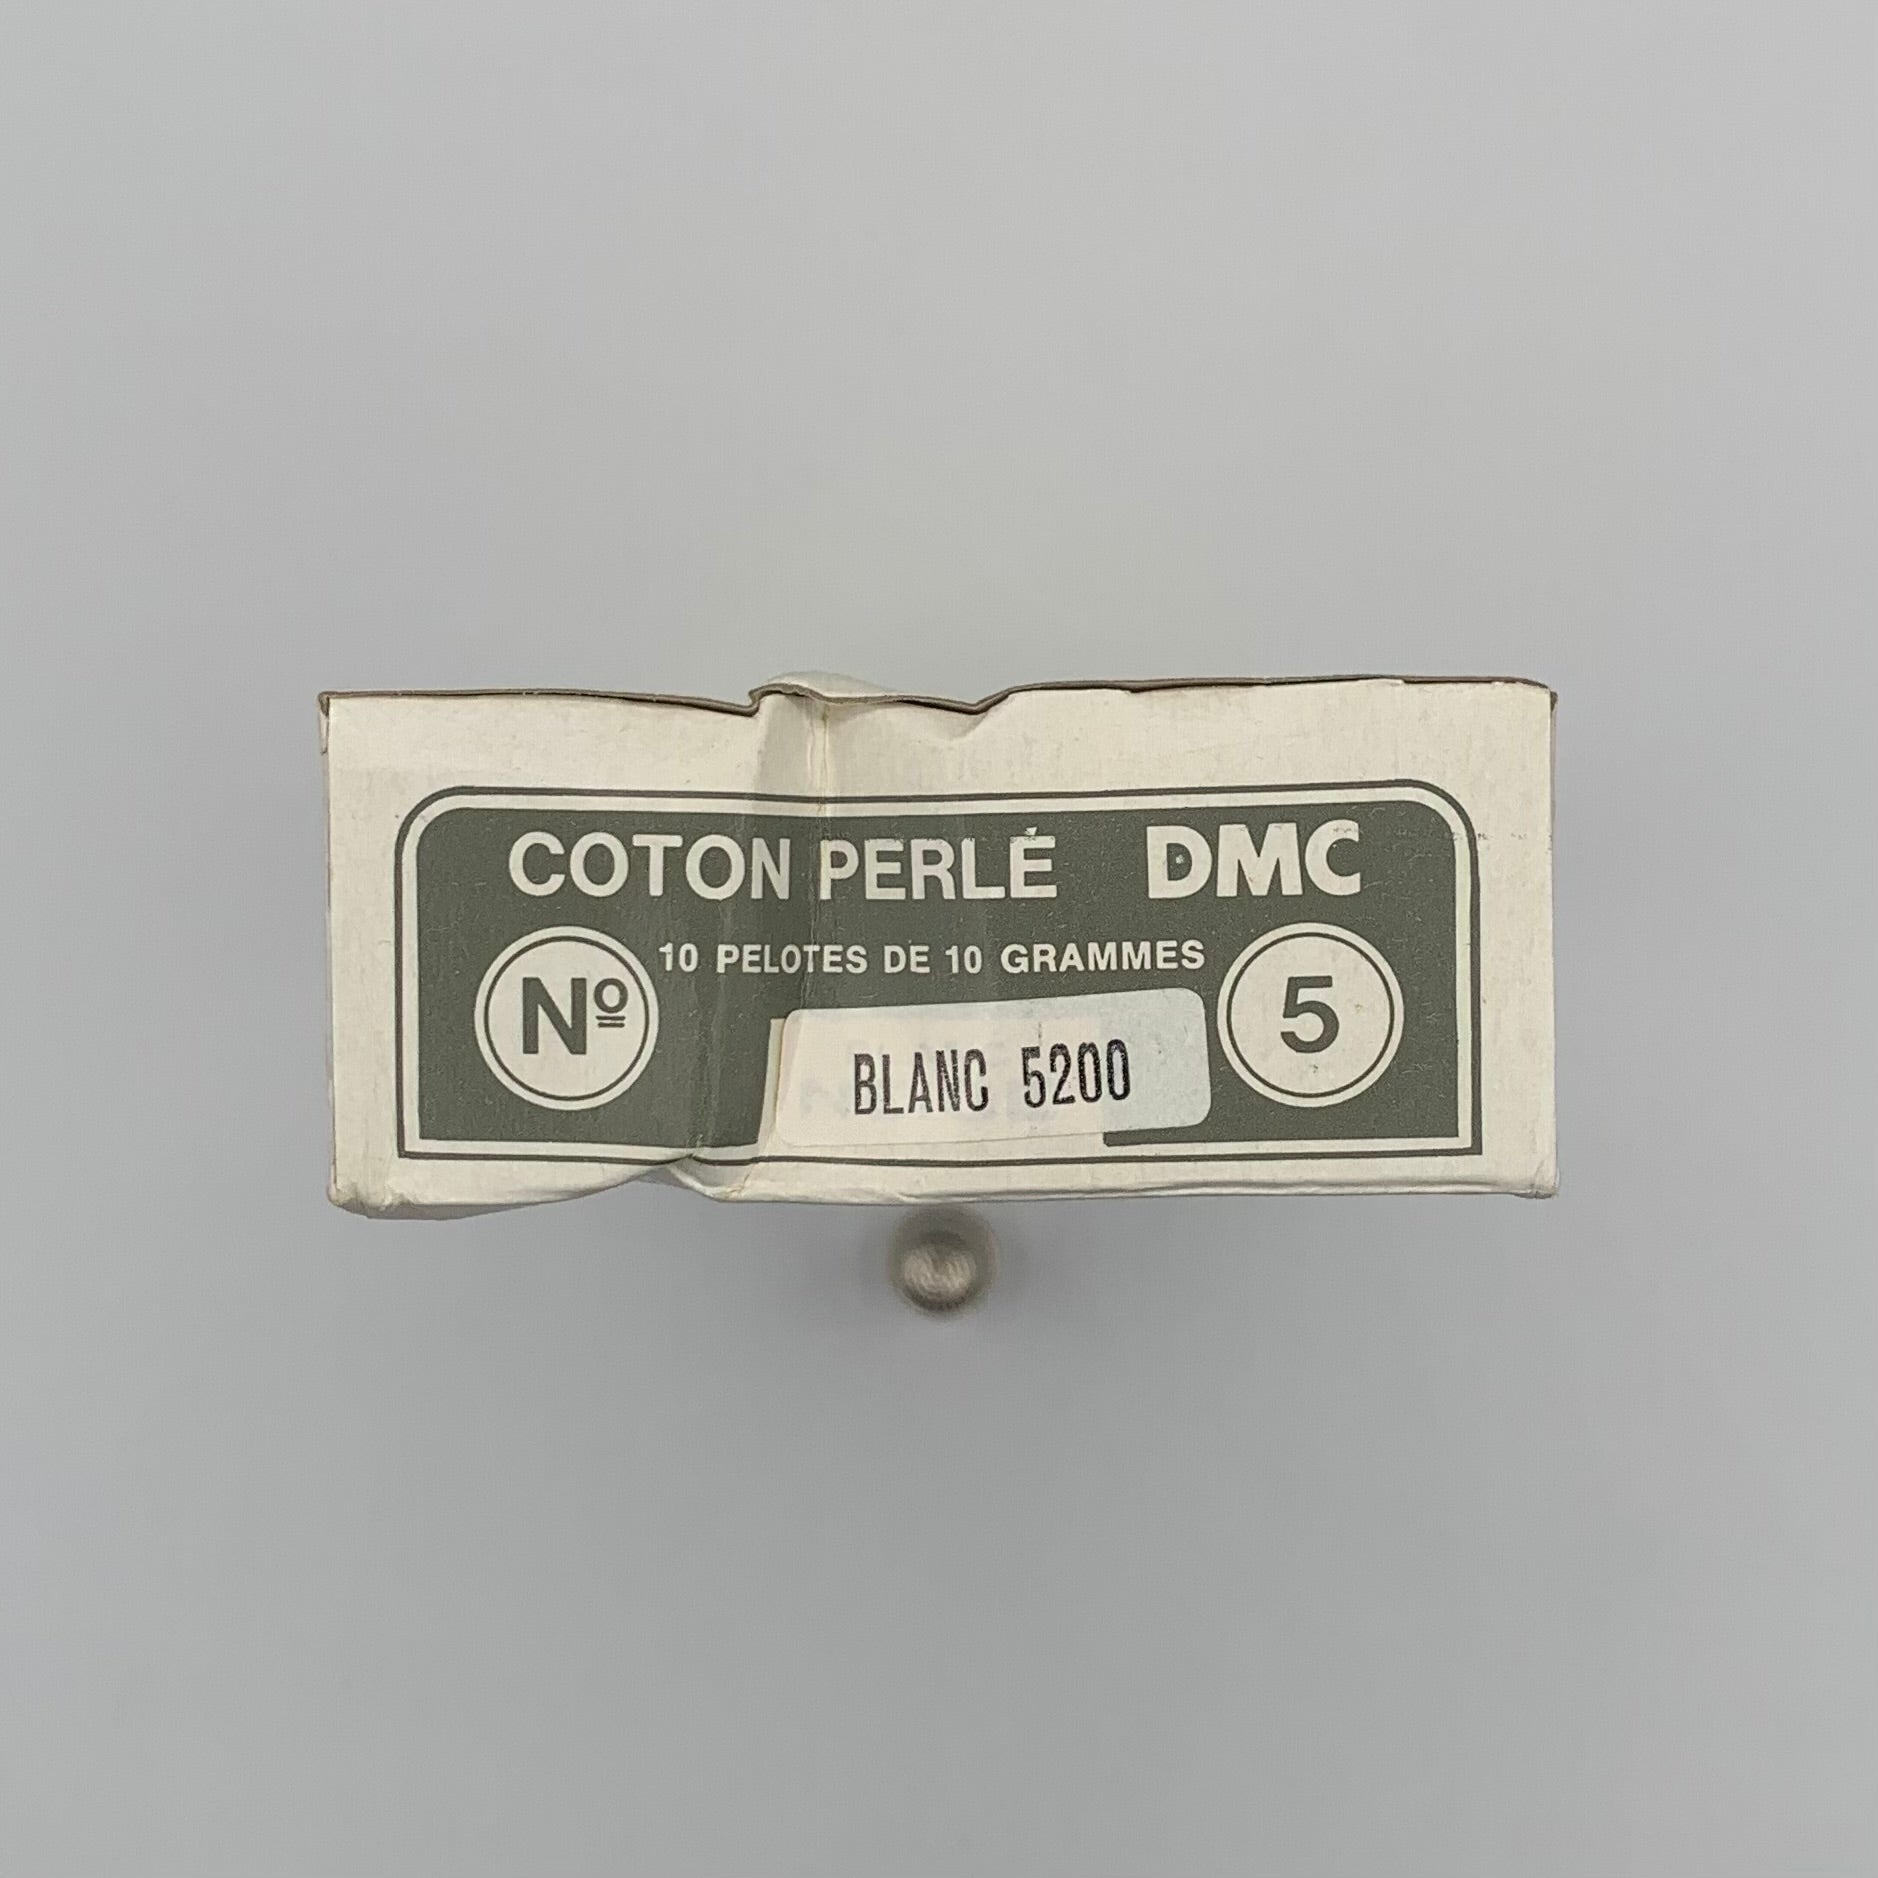 COTON PERLÉ DMC
Nº 10 PELOTES DE 10 GRAMMES 5
BLANC 5200